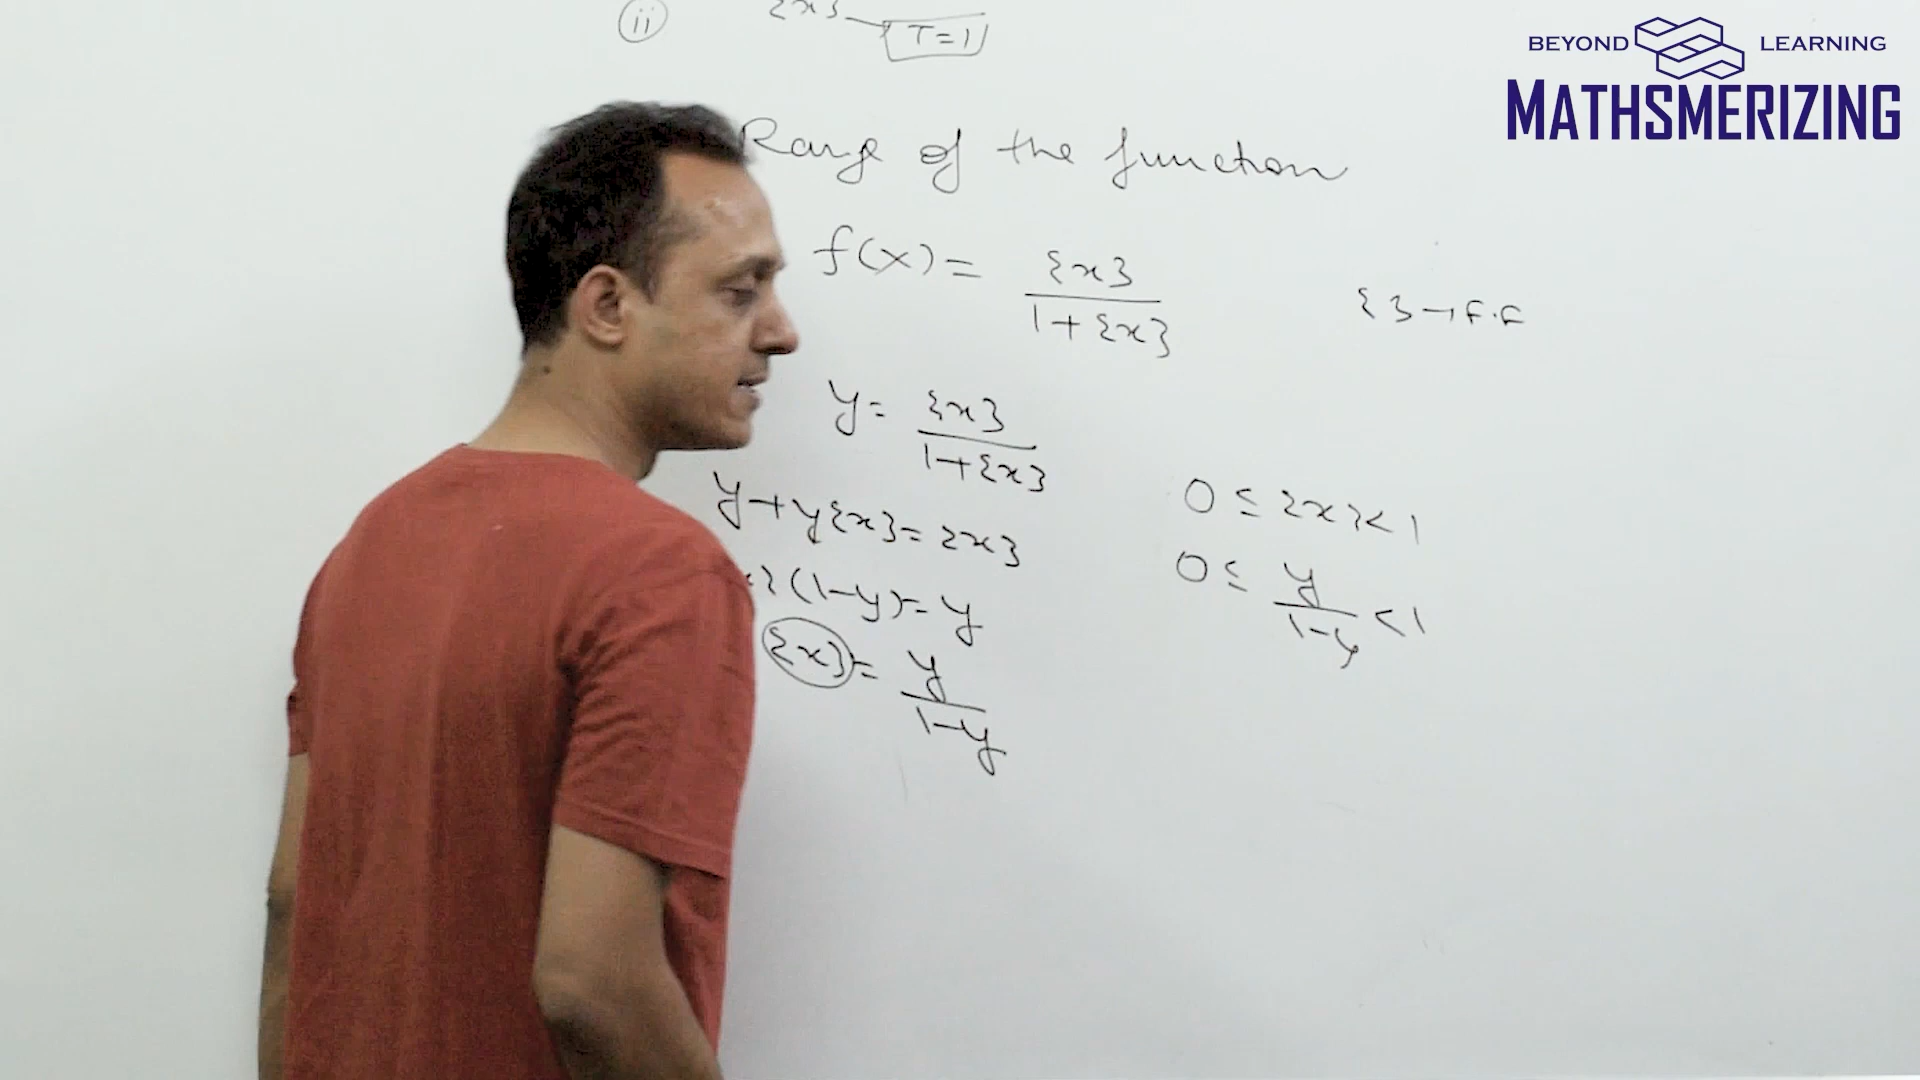 BEYOND LEARNING
MATHSMERIZING
(ii) {x} T=1
Range of the function
f(x) = {x} / 1+{x}
{ } → F.F
y = {x} / 1+{x}
y+y{x}={x}
0 ≤ {x} < 1
x}(1-y)=y
0 ≤ y / 1-y < 1
{x} = y / 1-y